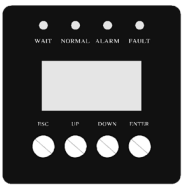 WAIT NORMAL ALARM FAULT
ESC UP DOWN ENTER